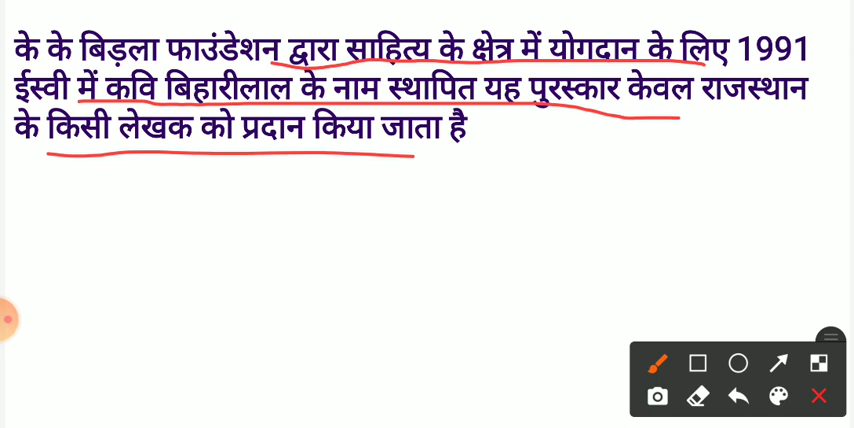 के के बिड़ला फाउंडेशन द्वारा साहित्य के क्षेत्र में योगदान के लिए 1991
ईस्वी में कवि बिहारीलाल के नाम स्थापित यह पुरस्कार केवल राजस्थान
के किसी लेखक को प्रदान किया जाता है